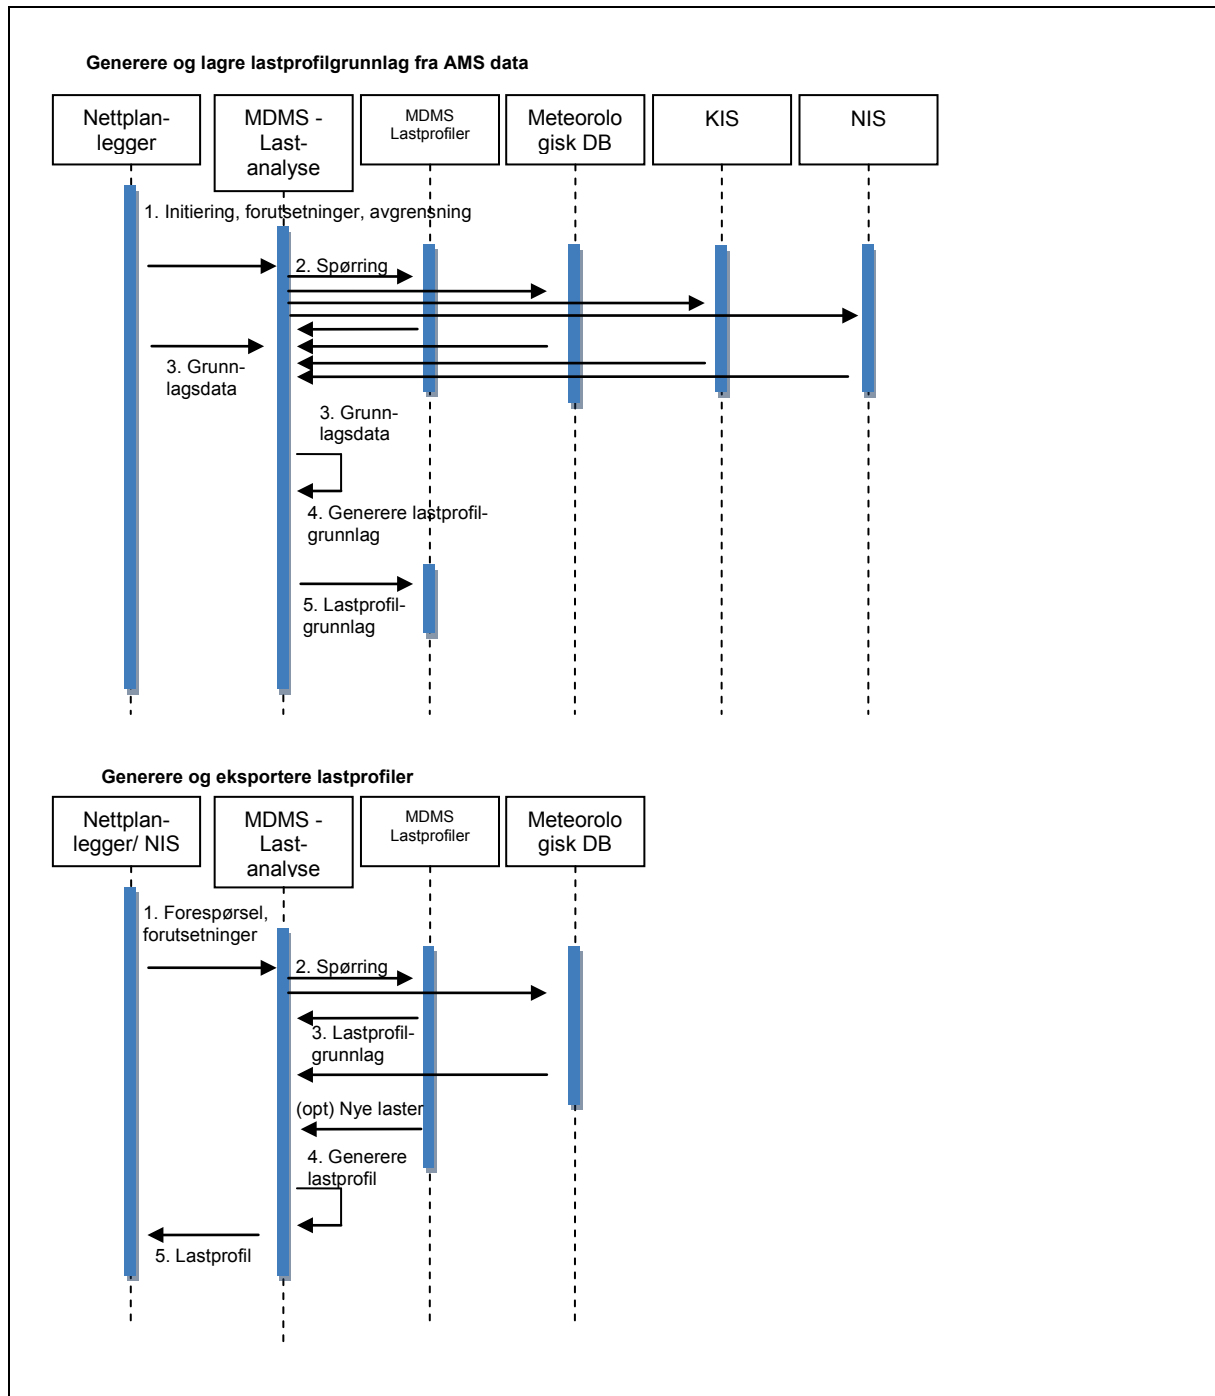 Generere og lagre lastprofilgrunnlag fra AMS data
Nettplan-
legger
MDMS -
Last-
analyse
MDMS
Lastprofiler
Meteorolo
gisk DB
KIS
NIS
1. Initiering, forutsetninger, avgrensning
2. Spørring
3. Grunn-
lagsdata
3. Grunn-
lagsdata
4. Generere lastprofil-
grunnlag
5. Lastprofil-
grunnlag
Generere og eksportere lastprofiler
Nettplan-
legger/ NIS
MDMS -
Last-
analyse
MDMS
Lastprofiler
Meteorolo
gisk DB
1. Forespørsel,
forutsetninger
2. Spørring
3. Lastprofil-
grunnlag
(opt) Nye laster
4. Generere
lastprofil
5. Lastprofil